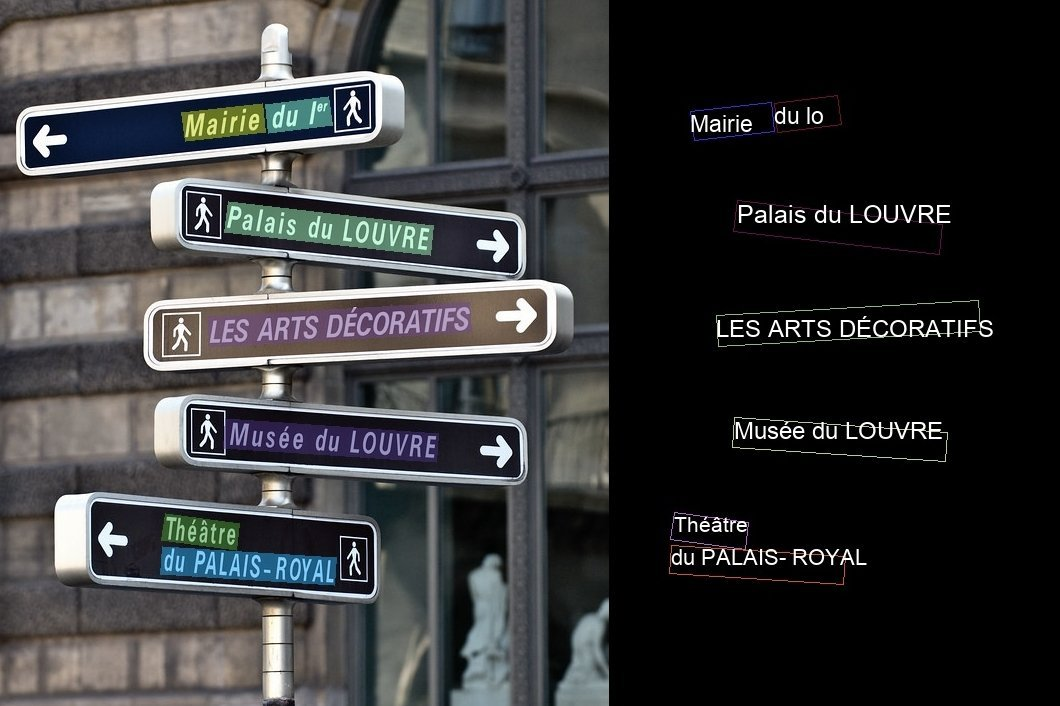 Mairie du Ier
Palais du LOUVRE
LES ARTS DÉCORATIFS
Musée du LOUVRE
Théâtre
du PALAIS-ROYAL
Mairie du lo
Palais du LOUVRE
LES ARTS DÉCORATIFS
Musée du LOUVRE
Théâtre
du PALAIS- ROYAL